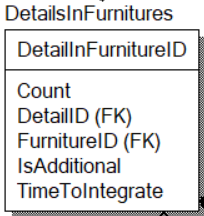 DetailsInFurnitures
DetailInFurnitureID
Count
DetailID (FK)
FurnitureID (FK)
IsAdditional
TimeToIntegrate